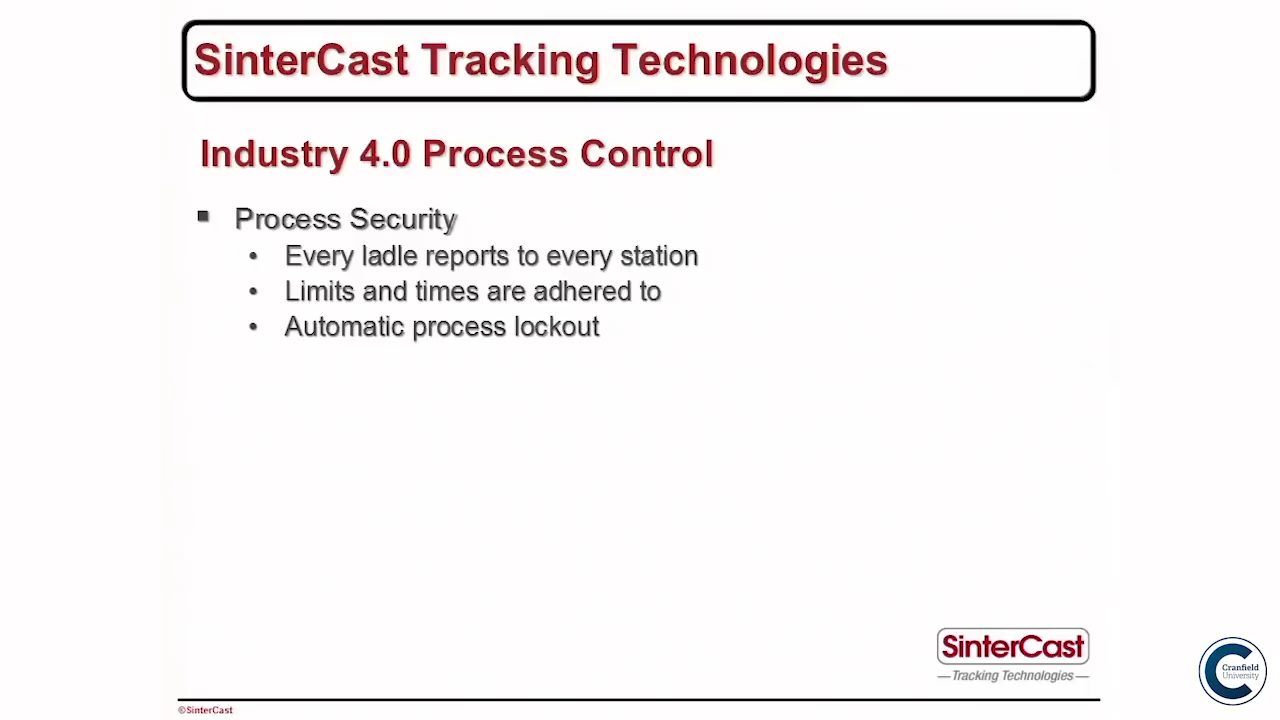 SinterCast Tracking Technologies
Industry 4.0 Process Control
▪ Process Security
• Every ladle reports to every station
• Limits and times are adhered to
• Automatic process lockout
SinterCast
—Tracking Technologies—
Cranfield
University
©SinterCast